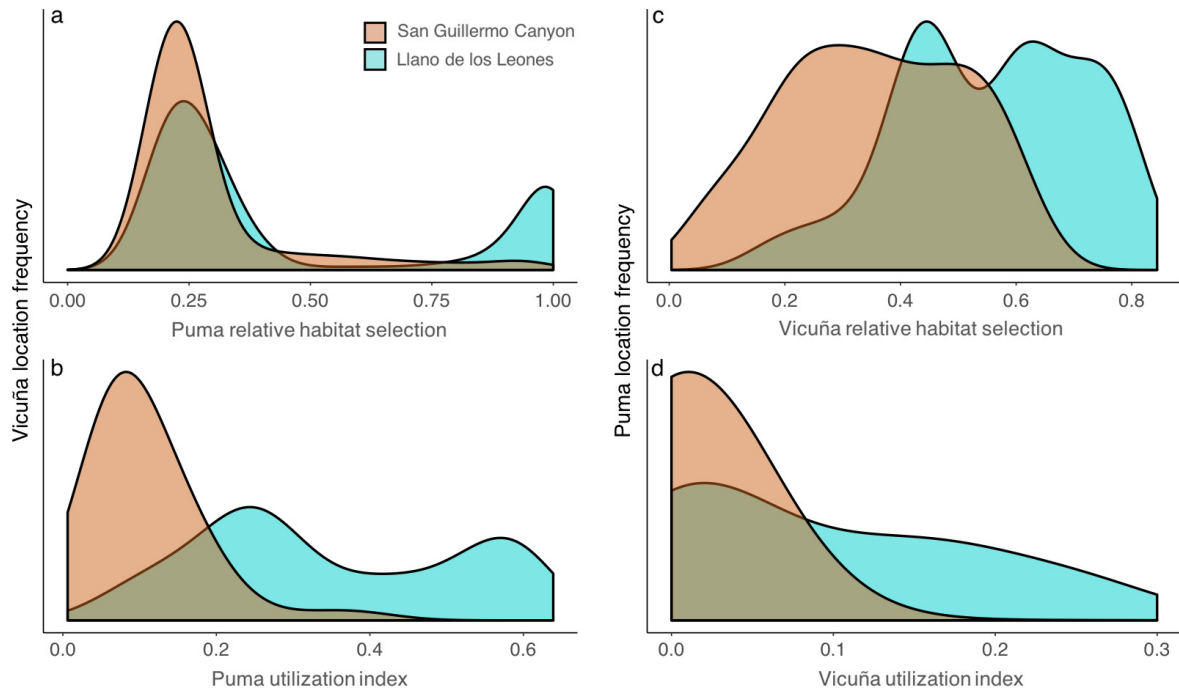 a
San Guillermo Canyon
Llano de los Leones
0.00 0.25 0.50 0.75 1.00
Puma relative habitat selection
Vicuña location frequency
b
0.0 0.2 0.4 0.6
Puma utilization index
c
0.0 0.2 0.4 0.6 0.8
Vicuña relative habitat selection
Puma location frequency
d
0.0 0.1 0.2 0.3
Vicuña utilization index